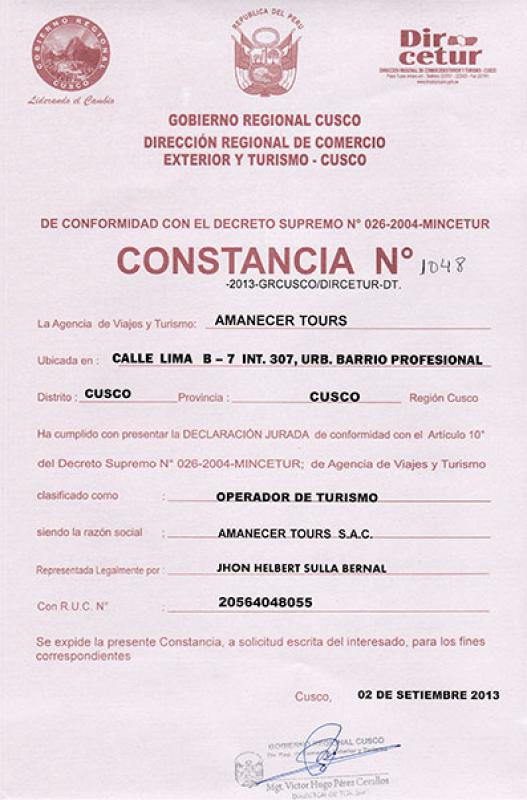 GOBIERNO REGIONAL
CUSCO
Liderando el Cambio
REPUBLICA DEL PERU
Dircetur
DIRECCION REGIONAL DE COMERCIO EXTERIOR Y TURISMO - CUSCO
GOBIERNO REGIONAL CUSCO
DIRECCIÓN REGIONAL DE COMERCIO
EXTERIOR Y TURISMO - CUSCO
DE CONFORMIDAD CON EL DECRETO SUPREMO N° 026-2004-MINCETUR
CONSTANCIA N° 1048
-2013-GRCUSCO/DIRCETUR-DT.
La Agencia de Viajes y Turismo: AMANECER TOURS
Ubicada en : CALLE LIMA B – 7 INT. 307, URB. BARRIO PROFESIONAL
Distrito : CUSCO Provincia : CUSCO Región Cusco
Ha cumplido con presentar la DECLARACIÓN JURADA de conformidad con el Artículo 10°
del Decreto Supremo N° 026-2004-MINCETUR; de Agencia de Viajes y Turismo
clasificado como : OPERADOR DE TURISMO
siendo la razón social : AMANECER TOURS S.A.C.
Representada Legalmente por : JHON HELBERT SULLA BERNAL
Con R.U.C. N° : 20564048055
Se expide la presente Constancia, a solicitud escrita del interesado, para los fines
correspondientes
Cusco, 02 DE SETIEMBRE 2013
GOBIERNO REGIONAL CUSCO
Mgt. Victor Hugo Pérez Cevallos